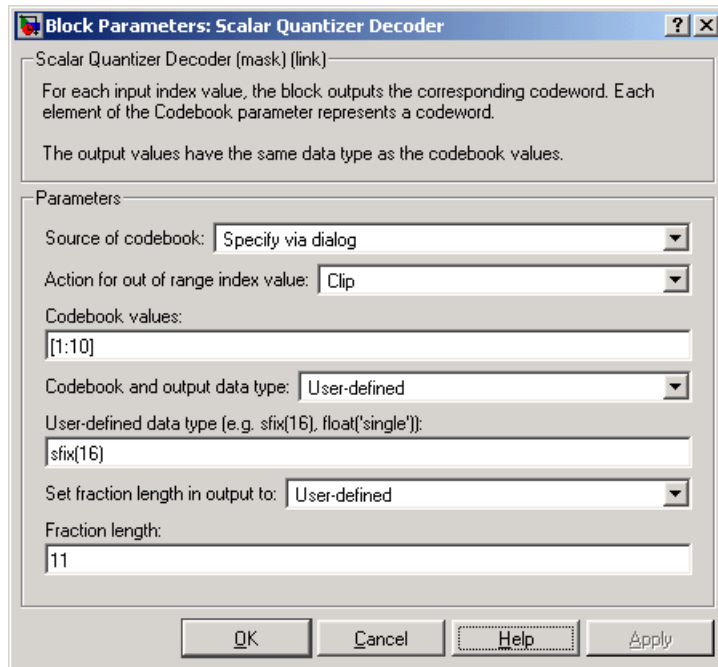 Block Parameters: Scalar Quantizer Decoder
Scalar Quantizer Decoder (mask) (link)
For each input index value, the block outputs the corresponding codeword. Each
element of the Codebook parameter represents a codeword.
The output values have the same data type as the codebook values.
Parameters
Source of codebook: Specify via dialog
Action for out of range index value: Clip
Codebook values:
[1:10]
Codebook and output data type: User-defined
User-defined data type (e.g. sfix(16), float('single')):
sfix(16)
Set fraction length in output to: User-defined
Fraction length:
11
OK Cancel Help Apply